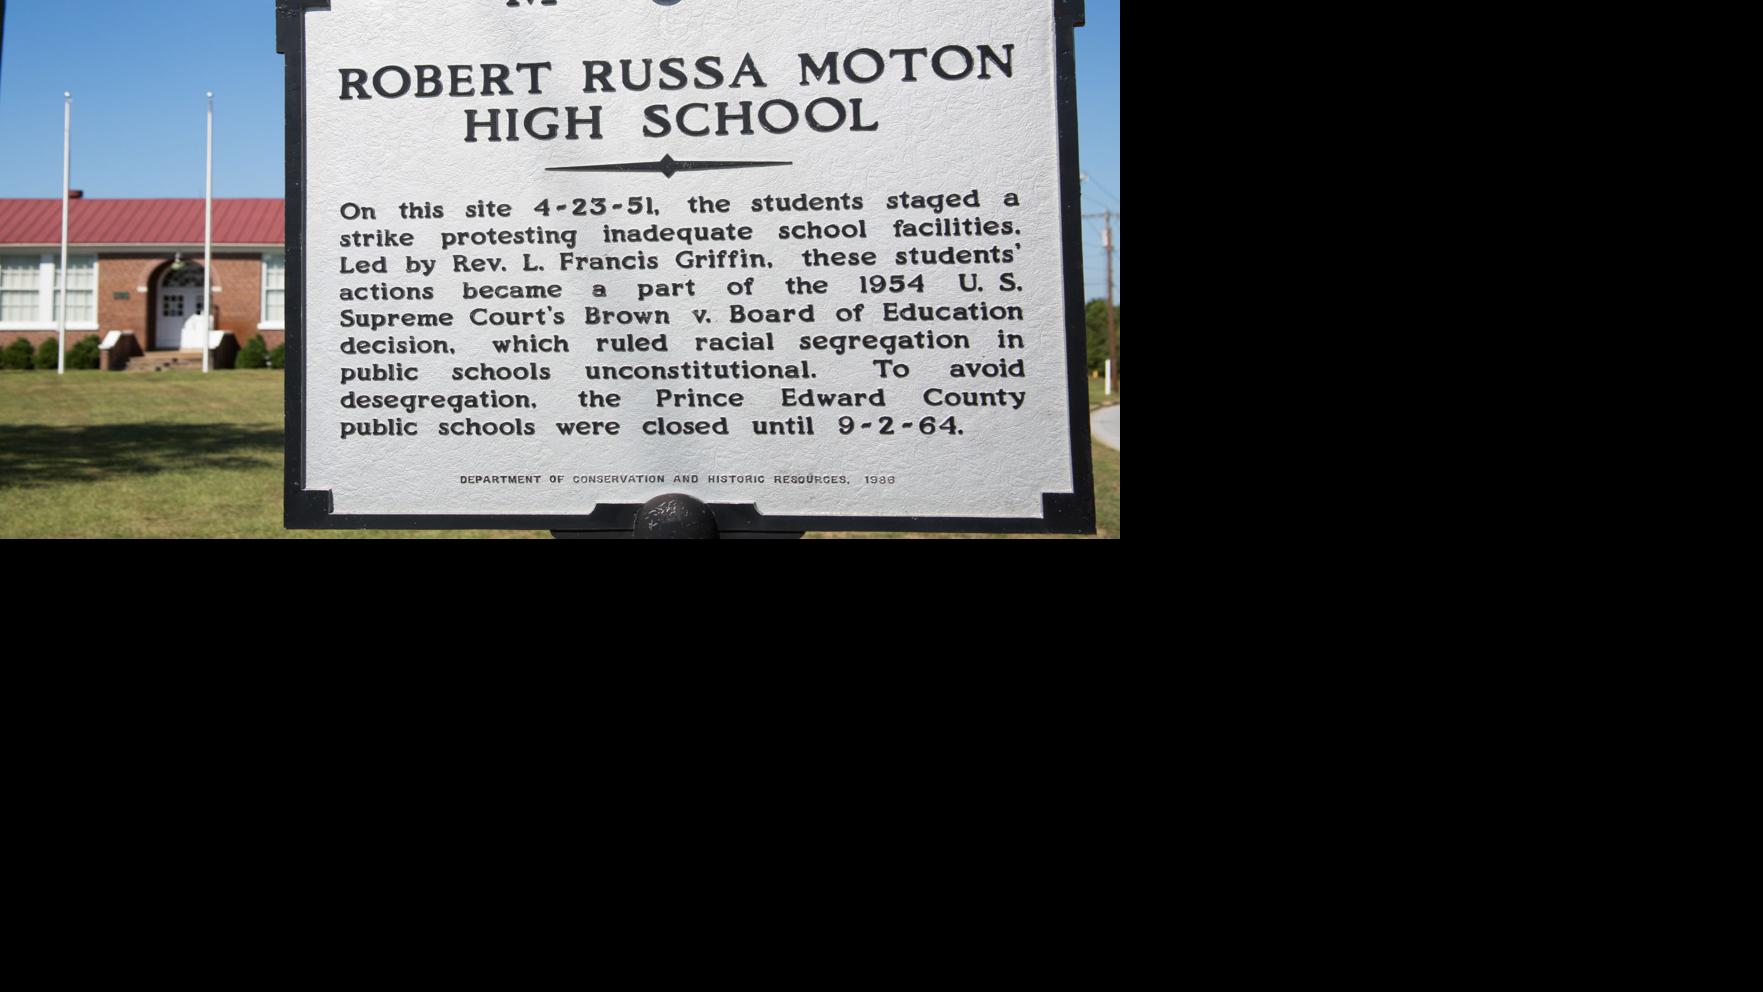 ROBERT RUSSA MOTON
HIGH SCHOOL
On this site 4-23-51, the students staged a
strike protesting inadequate school facilities.
Led by Rev. L. Francis Griffin, these students'
actions became a part of the 1954 U. S.
Supreme Court's Brown v. Board of Education
decision, which ruled racial segregation in
public schools unconstitutional. To avoid
desegregation, the Prince Edward County
public schools were closed until 9-2-64.
DEPARTMENT OF CONSERVATION AND HISTORIC RESOURCES, 1986